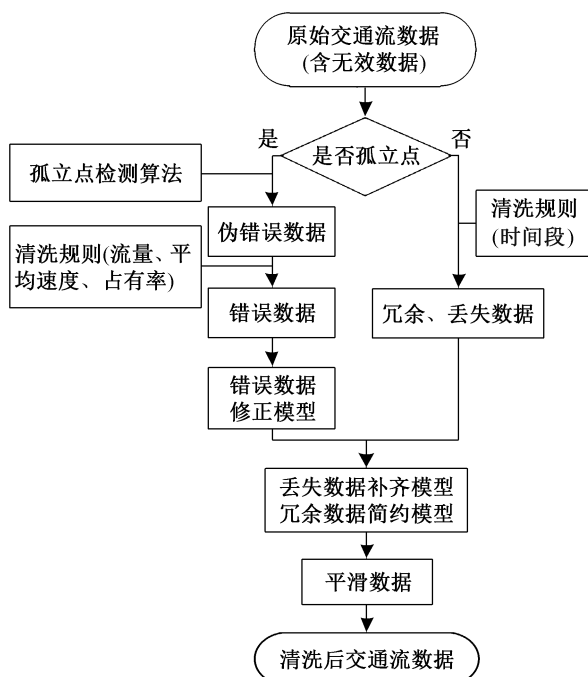 原始交通流数据
(含无效数据)
是
否
是否孤立点
孤立点检测算法
清洗规则
(时间段)
伪错误数据
清洗规则(流量、平
均速度、占有率)
错误数据
冗余、丢失数据
错误数据
修正模型
丢失数据补齐模型
冗余数据简约模型
平滑数据
清洗后交通流数据